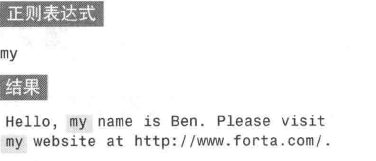 正则表达式
my
结果
Hello, my name is Ben. Please visit
my website at http://www.forta.com/.